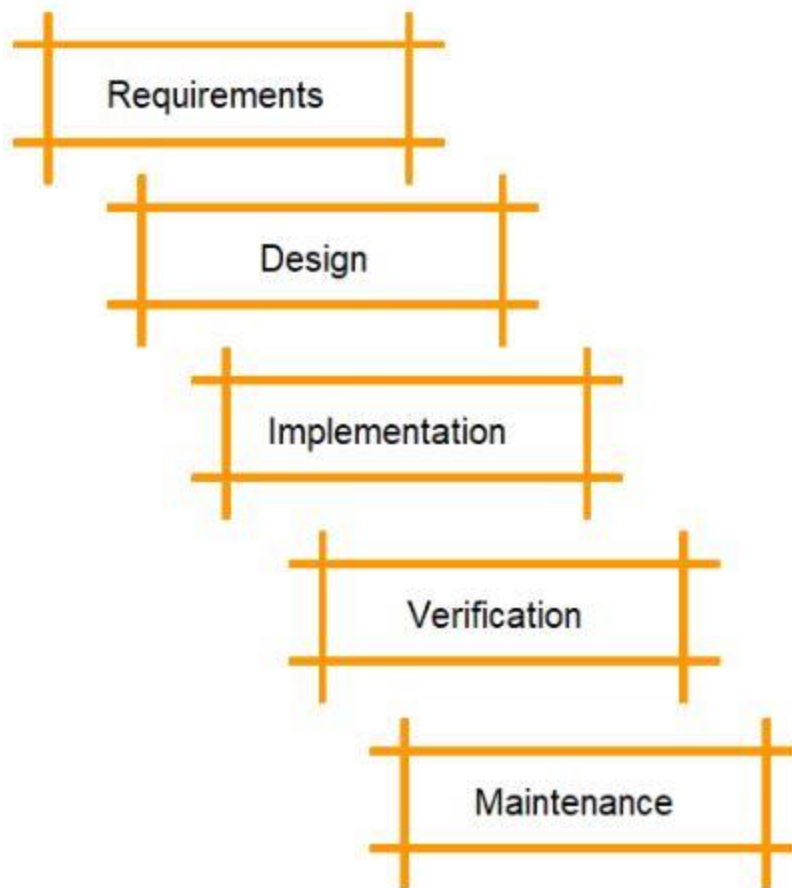 Requirements
Design
Implementation
Verification
Maintenance